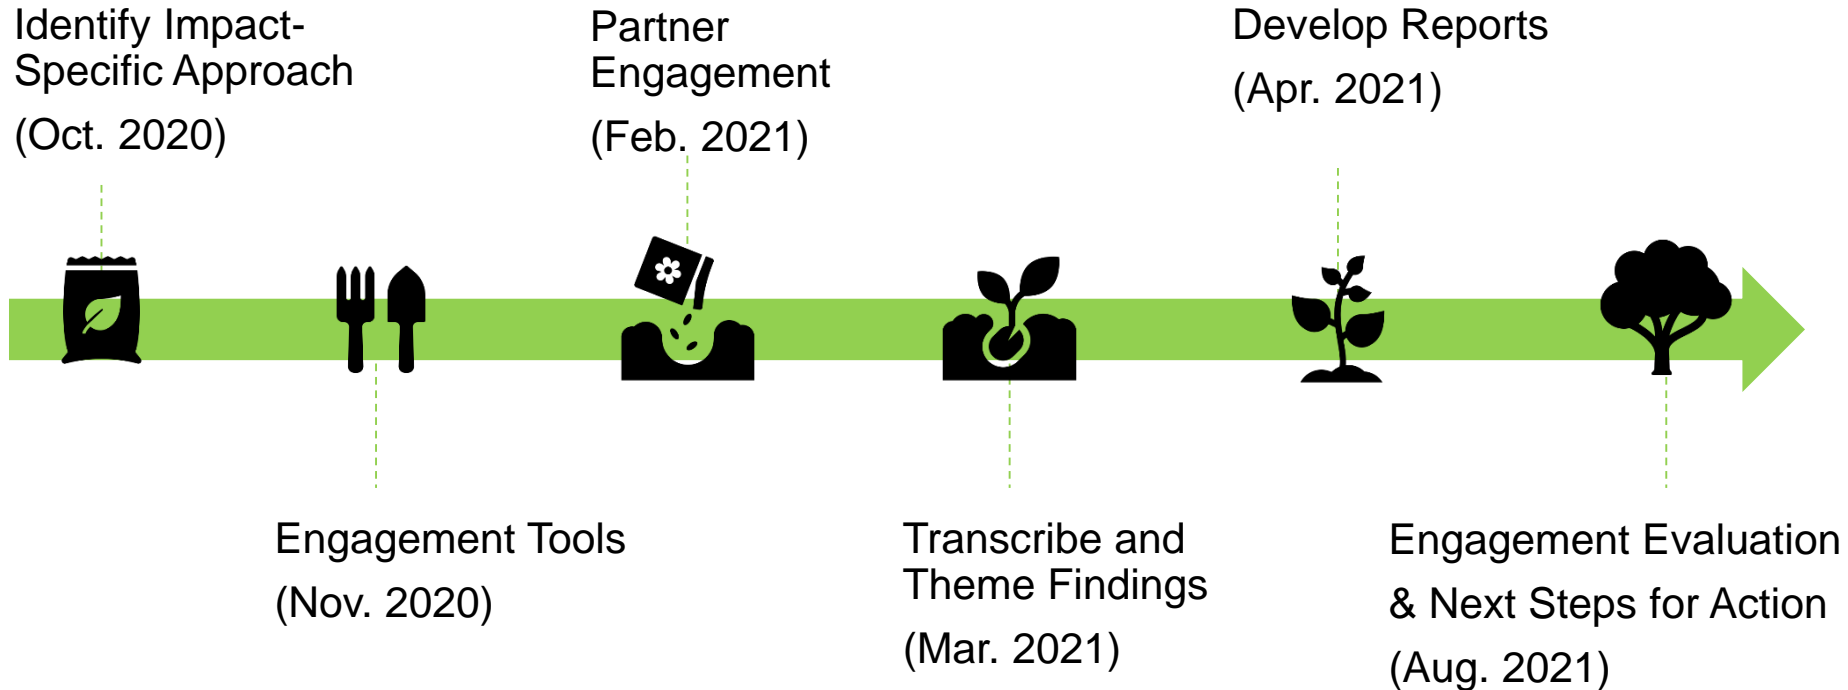 Identify Impact-
Specific Approach
(Oct. 2020)
Engagement Tools
(Nov. 2020)
Partner
Engagement
(Feb. 2021)
Transcribe and
Theme Findings
(Mar. 2021)
Develop Reports
(Apr. 2021)
Engagement Evaluation
& Next Steps for Action
(Aug. 2021)